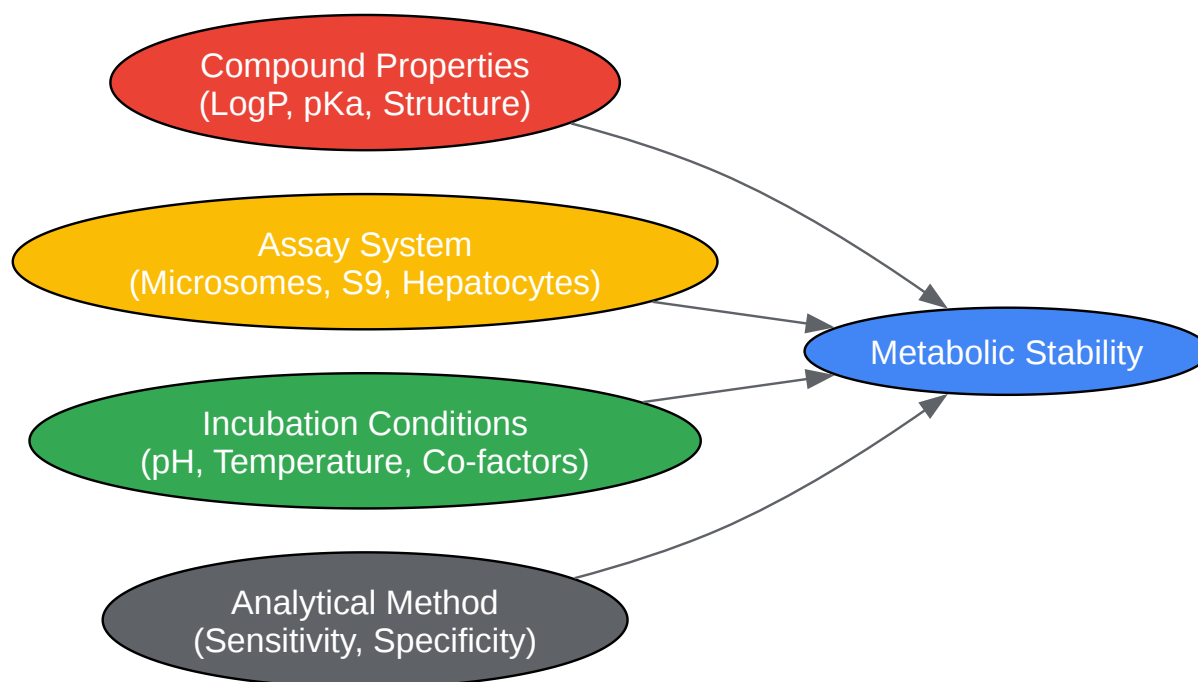 Compound Properties
(LogP, pKa, Structure)
Assay System
(Microsomes, S9, Hepatocytes)
Metabolic Stability
Incubation Conditions
(pH, Temperature, Co-factors)
Analytical Method
(Sensitivity, Specificity)